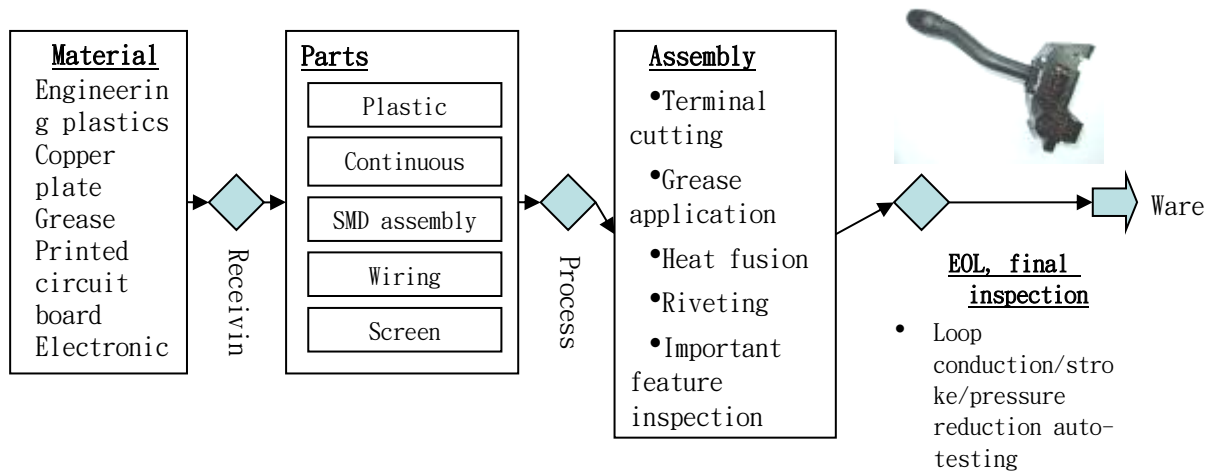 Material
Engineerin
g plastics
Copper
plate
Grease
Printed
circuit
board
Electronic
Receivin
Parts
Plastic
Continuous
SMD assembly
Wiring
Screen
Process
Assembly
•Terminal
cutting
•Grease
application
•Heat fusion
•Riveting
•Important
feature
inspection
Ware
EOL, final
inspection
• Loop
conduction/stro
ke/pressure
reduction auto-
testing